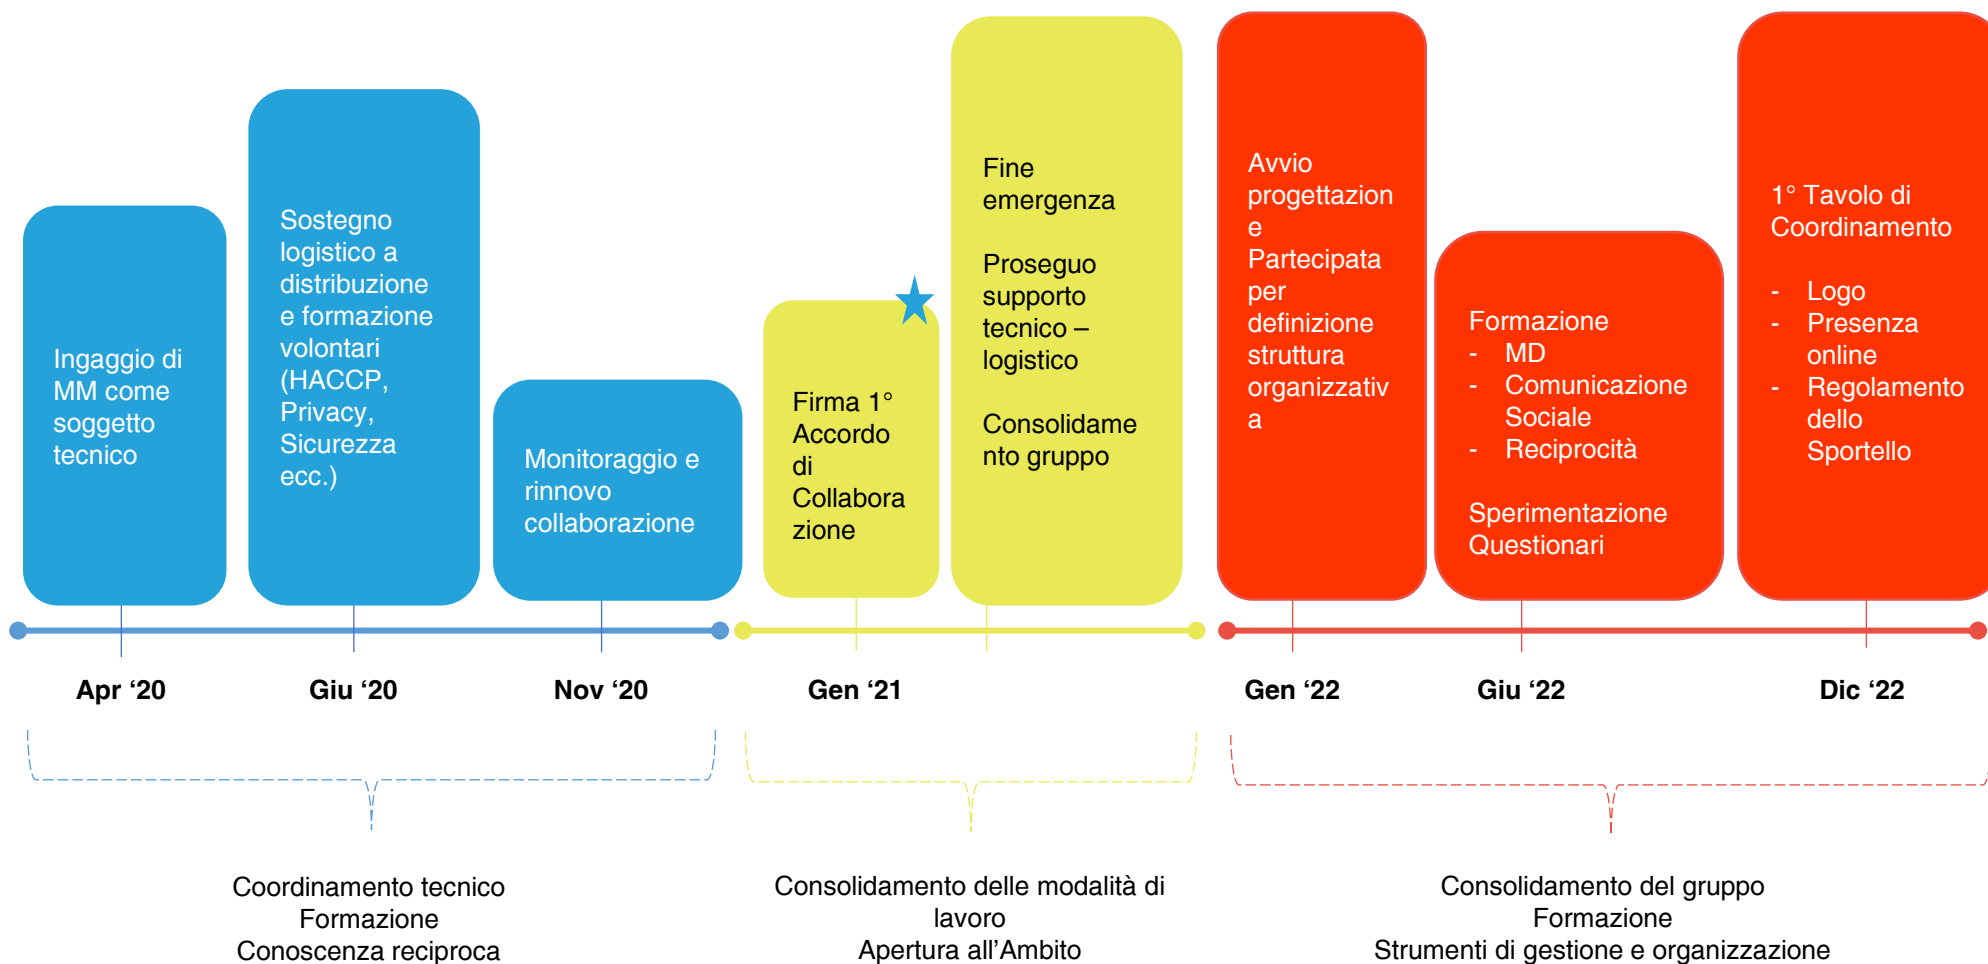 Ingaggio di
MM come
soggetto
tecnico
Sostegno
logistico a
distribuzione
e formazione
volontari
(HACCP,
Privacy,
Sicurezza
ecc.)
Monitoraggio e
rinnovo
collaborazione
Firma 1°
Accordo
di
Collabora
zione
Fine
emergenza
Proseguo
supporto
tecnico –
logistico
Consolidame
nto gruppo
Avvio
progettazion
e
Partecipata
per
definizione
struttura
organizzativ
a
Formazione
- MD
- Comunicazione
Sociale
- Reciprocità
Sperimentazione
Questionari
1° Tavolo di
Coordinamento
- Logo
- Presenza
online
- Regolamento
dello
Sportello
Apr ‘20
Giu ‘20
Nov ‘20
Gen ‘21
Gen ‘22
Giu ‘22
Dic ‘22
Coordinamento tecnico
Formazione
Conoscenza reciproca
Consolidamento delle modalità di
lavoro
Apertura all’Ambito
Consolidamento del gruppo
Formazione
Strumenti di gestione e organizzazione